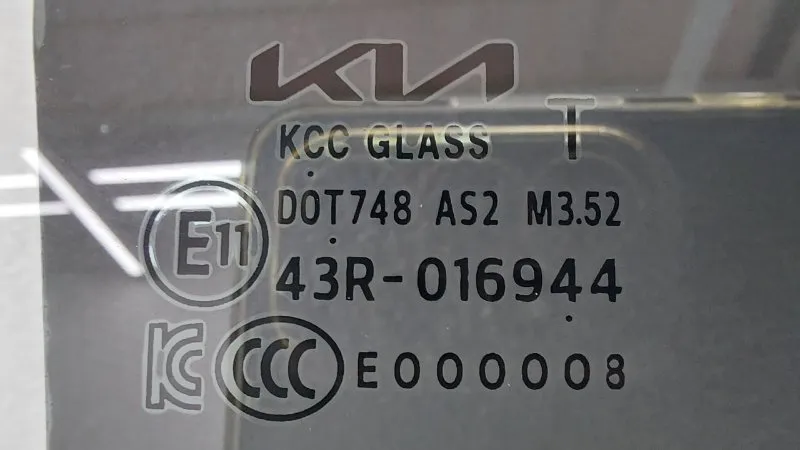 KIA
KCC GLASS T
DOT748 AS2 M3.52
E11 43R-016944
KC CCC E000008